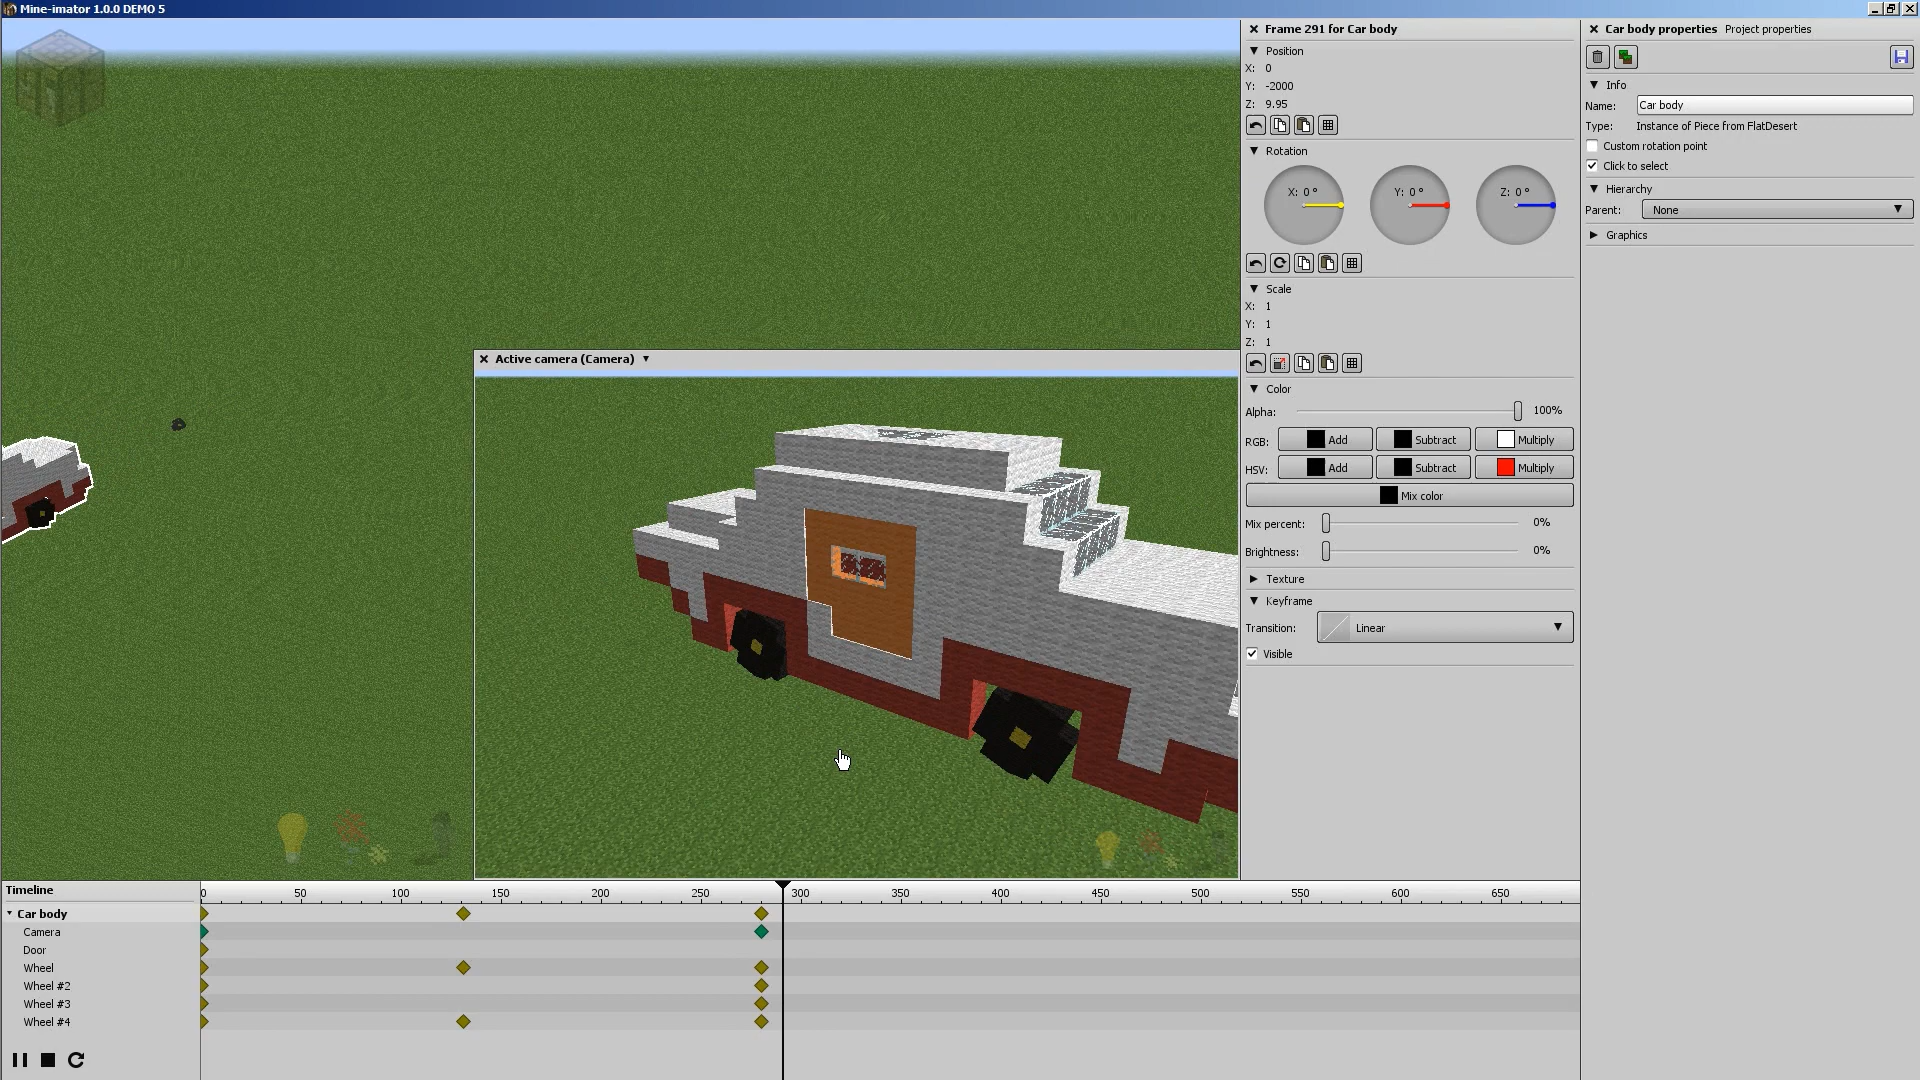 Mine-imator 1.0.0 DEMO 5
Active camera (Camera)
Frame 291 for Car body
Position
X: 0
Y: -2000
Z: 9.95
Rotation
X: 0 °
Y: 0 °
Z: 0 °
Scale
X: 1
Y: 1
Z: 1
Color
Alpha: 100%
RGB: Add Subtract Multiply
HSV: Add Subtract Multiply
Mix color
Mix percent: 0%
Brightness: 0%
Texture
Keyframe
Transition: Linear
Visible
Car body properties Project properties
Info
Name: Car body
Type: Instance of Piece from FlatDesert
Custom rotation point
Click to select
Hierarchy
Parent: None
Graphics
Timeline
0 50 100 150 200 250 300 350 400 450 500 550 600 650
Car body
Camera
Door
Wheel
Wheel #2
Wheel #3
Wheel #4